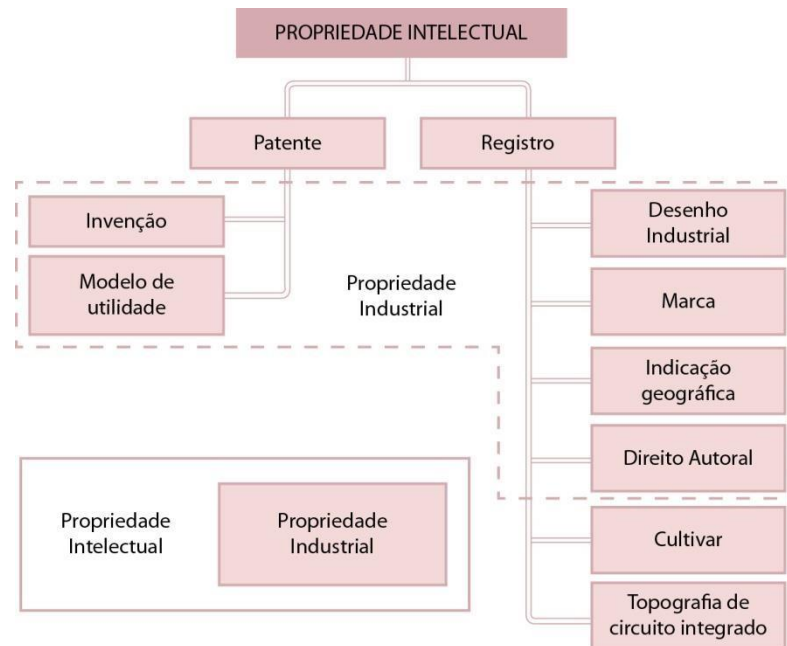 PROPRIEDADE INTELECTUAL
Patente
Registro
Invenção
Modelo de
utilidade
Propriedade
Industrial
Desenho
Industrial
Marca
Indicação
geográfica
Direito Autoral
Cultivar
Topografia de
circuito integrado
Propriedade
Intelectual
Propriedade
Industrial